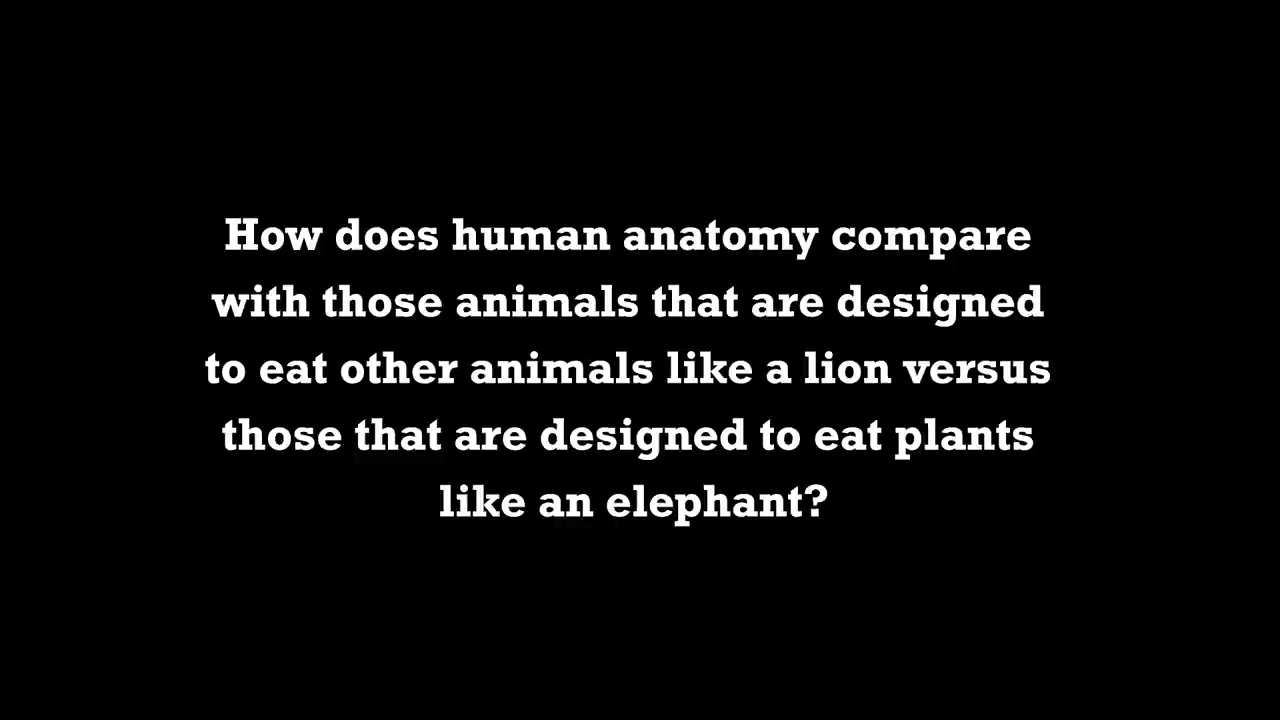 How does human anatomy compare
with those animals that are designed
to eat other animals like a lion versus
those that are designed to eat plants
like an elephant?